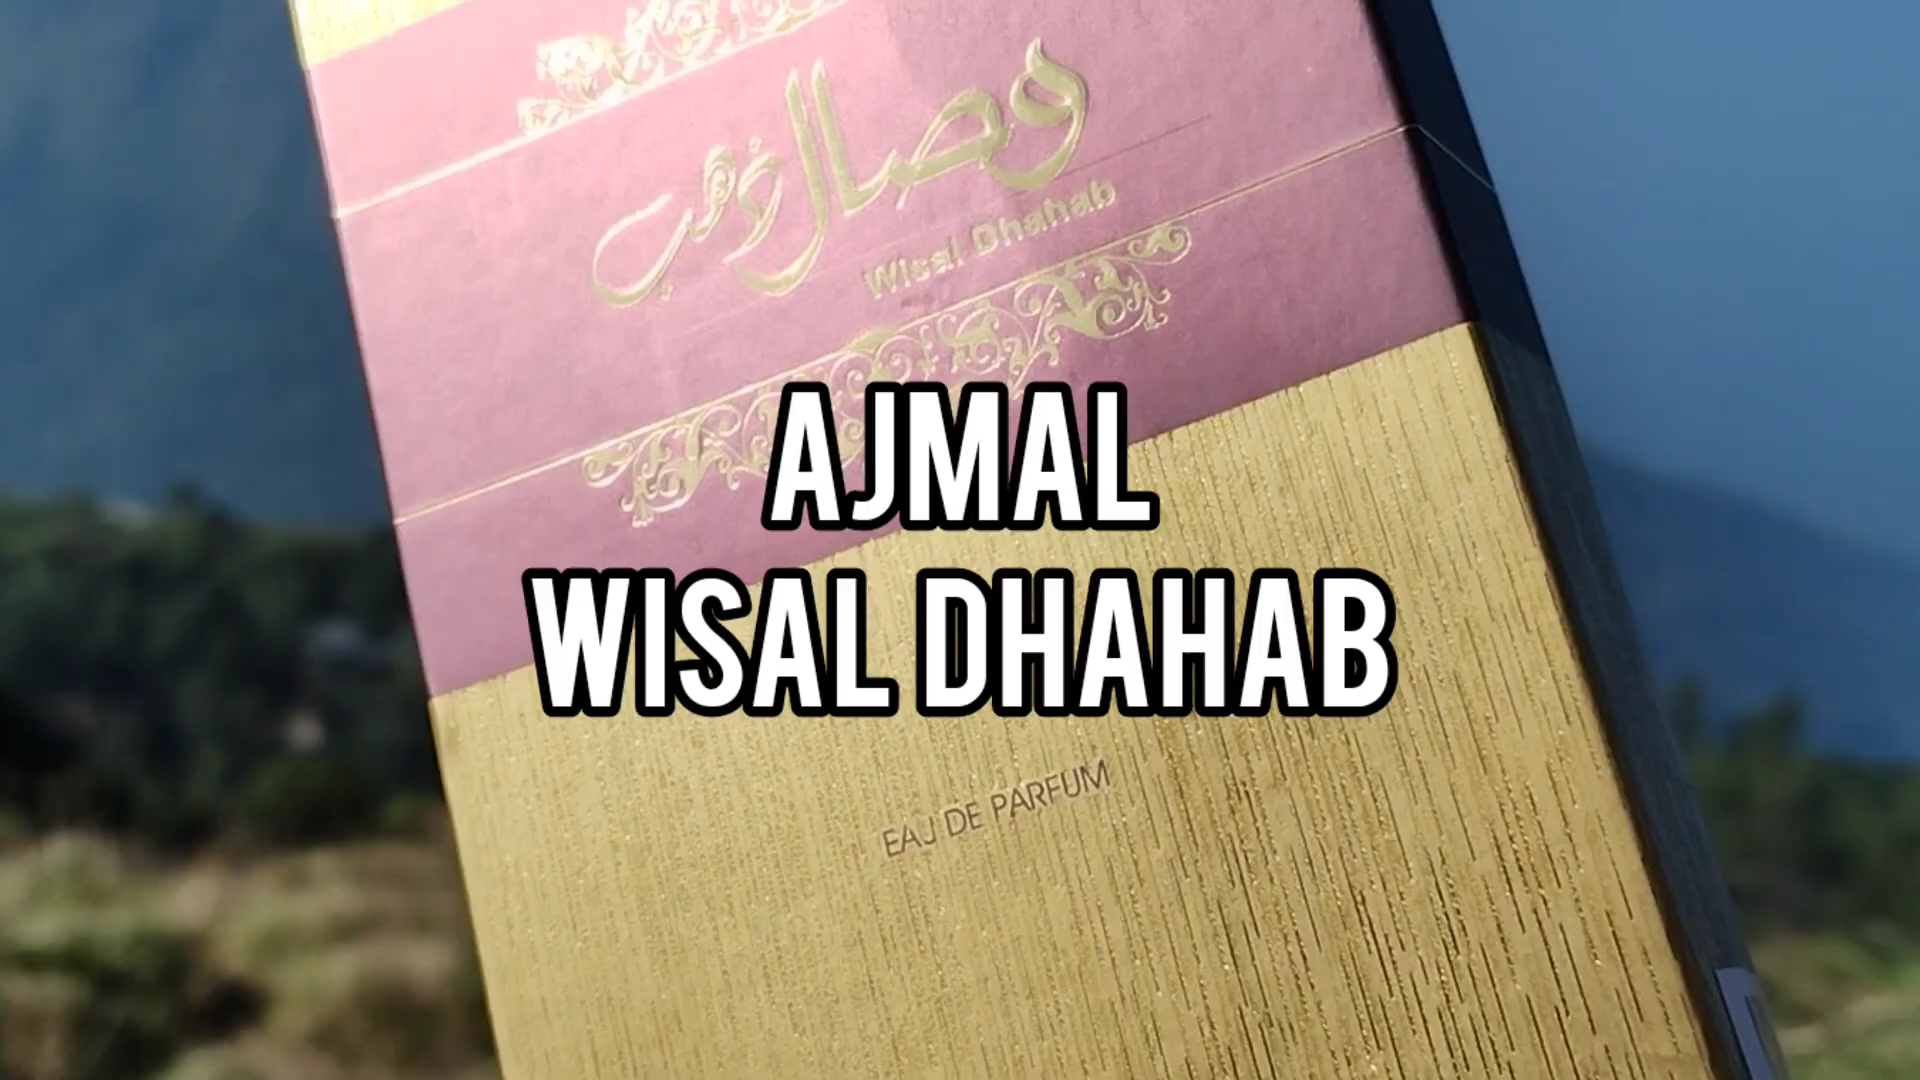 وصال ذهب
Wisal Dhahab
AJMAL
WISAL DHAHAB
EAU DE PARFUM